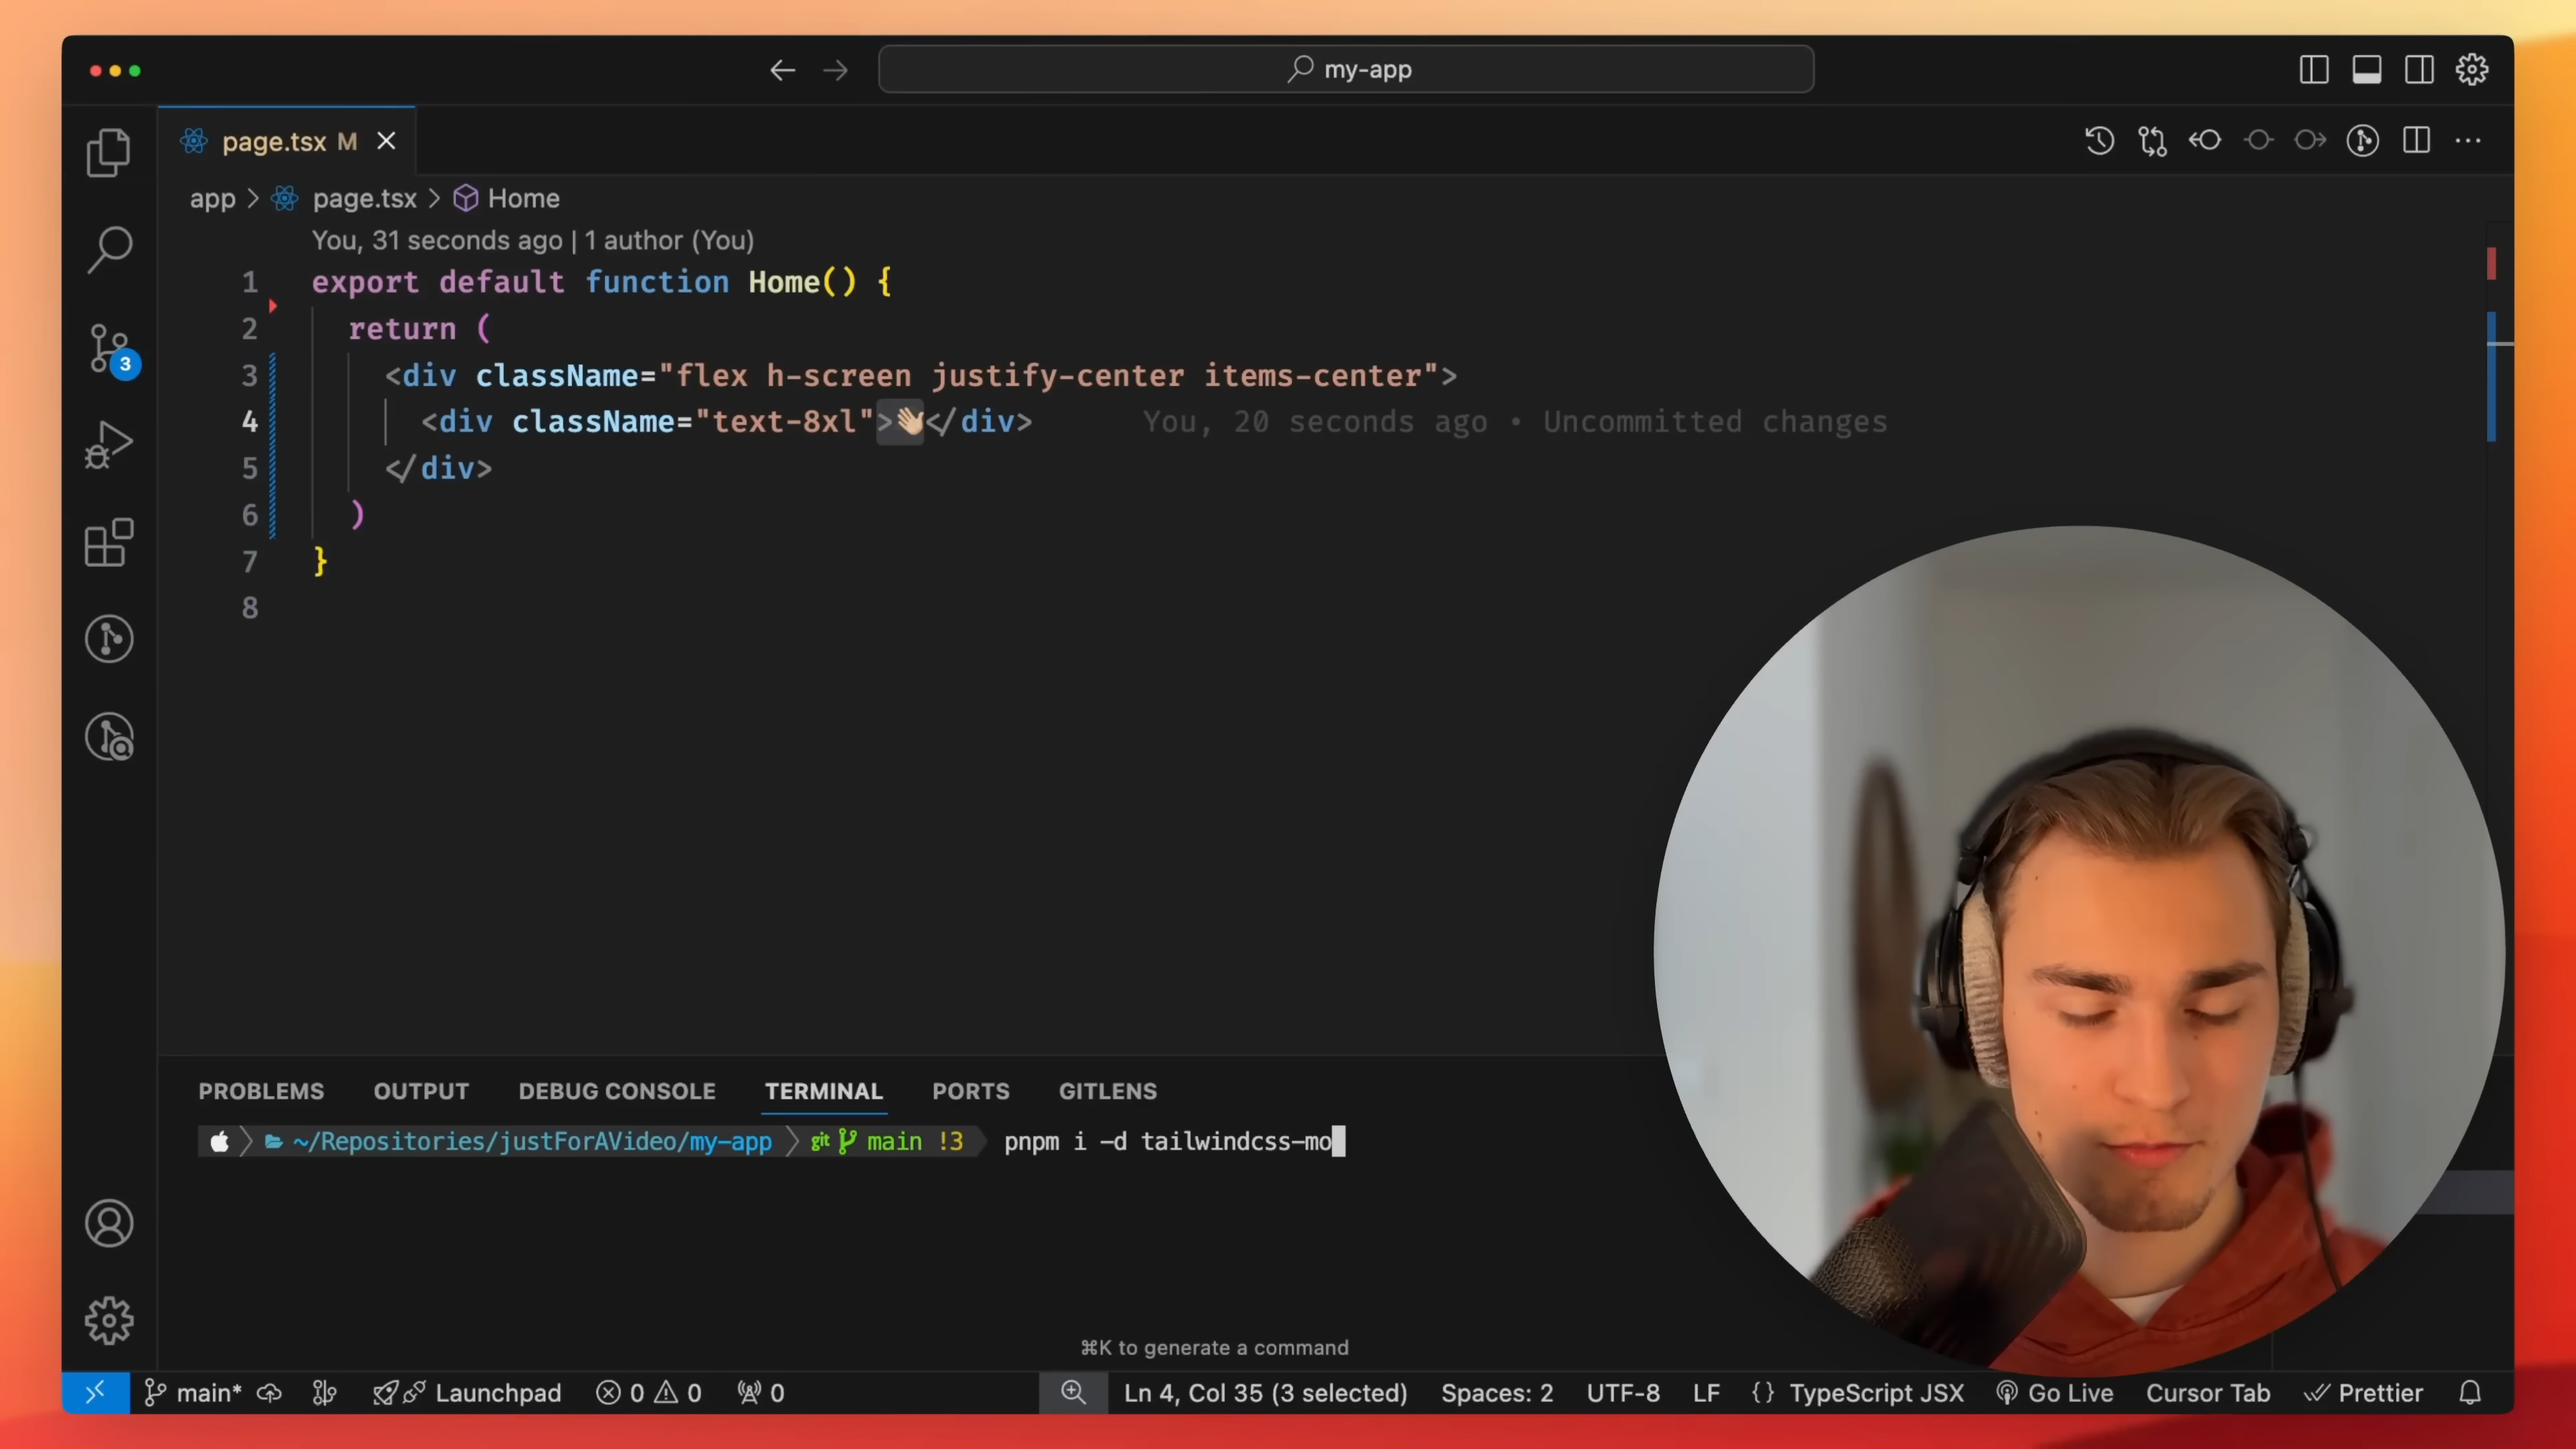 my-app
page.tsx M
app > page.tsx > Home
You, 31 seconds ago | 1 author (You)
1 export default function Home() {
2 return (
3 <div className="flex h-screen justify-center items-center">
4 <div className="text-8xl">👋🏼</div> You, 20 seconds ago • Uncommitted changes
5 </div>
6 )
7 }
8
3
PROBLEMS OUTPUT DEBUG CONSOLE TERMINAL PORTS GITLENS
~/Repositories/justForAVideo/my-app git main !3 pnpm i -d tailwindcss-mo
⌘K to generate a command
main* Launchpad 0 0 0 Ln 4, Col 35 (3 selected) Spaces: 2 UTF-8 LF {} TypeScript JSX Go Live Cursor Tab Prettier